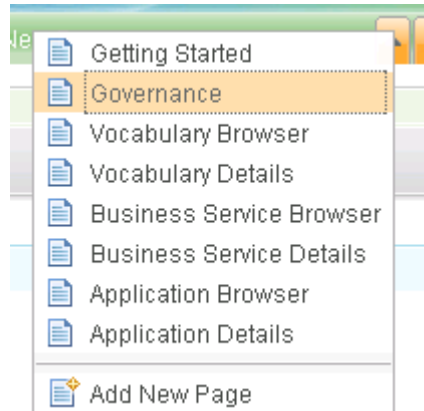 Getting Started
Governance
Vocabulary Browser
Vocabulary Details
Business Service Browser
Business Service Details
Application Browser
Application Details
Add New Page